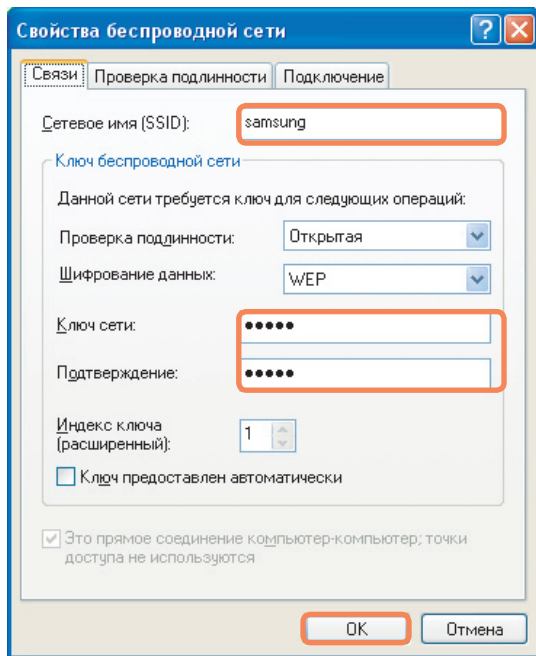 Свойства беспроводной сети
Связи Проверка подлинности Подключение
Сетевое имя (SSID): samsung
Ключ беспроводной сети
Данной сети требуется ключ для следующих операций:
Проверка подлинности: Открытая
Шифрование данных: WEP
Ключ сети: •••••
Подтверждение: •••••
Индекс ключа
(расширенный): 1
Ключ предоставлен автоматически
Это прямое соединение компьютер-компьютер; точки
доступа не используются
OK Отмена